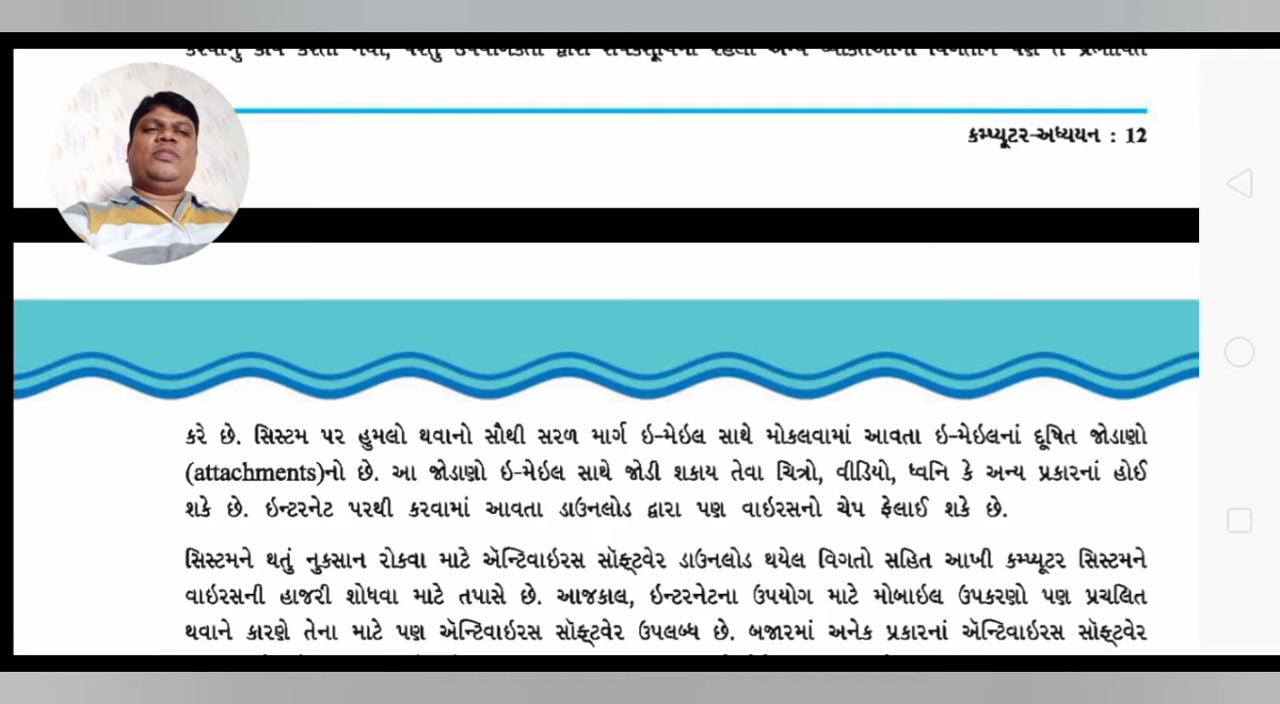 કમ્પ્યૂટર-અધ્યયન : 12
કરે છે. સિસ્ટમ પર હુમલો થવાનો સૌથી સરળ માર્ગ ઇ-મેઇલ સાથે મોકલવામાં આવતા ઇ-મેઇલનાં દૂષિત જોડાણો
(attachments)નો છે. આ જોડાણો ઇ-મેઇલ સાથે જોડી શકાય તેવા ચિત્રો, વીડિયો, ધ્વનિ કે અન્ય પ્રકારનાં હોઈ
શકે છે. ઇન્ટરનેટ પરથી કરવામાં આવતા ડાઉનલોડ દ્વારા પણ વાઇરસનો ચેપ ફેલાઈ શકે છે.
સિસ્ટમને થતું નુકસાન રોકવા માટે ઍન્ટિવાઇરસ સૉફ્ટવેર ડાઉનલોડ થયેલ વિગતો સહિત આખી કમ્પ્યૂટર સિસ્ટમને
વાઇરસની હાજરી શોધવા માટે તપાસે છે. આજકાલ, ઇન્ટરનેટના ઉપયોગ માટે મોબાઇલ ઉપકરણો પણ પ્રચલિત
થવાને કારણે તેના માટે પણ ઍન્ટિવાઇરસ સૉફ્ટવેર ઉપલબ્ધ છે. બજારમાં અનેક પ્રકારનાં ઍન્ટિવાઇરસ સૉફ્ટવેર